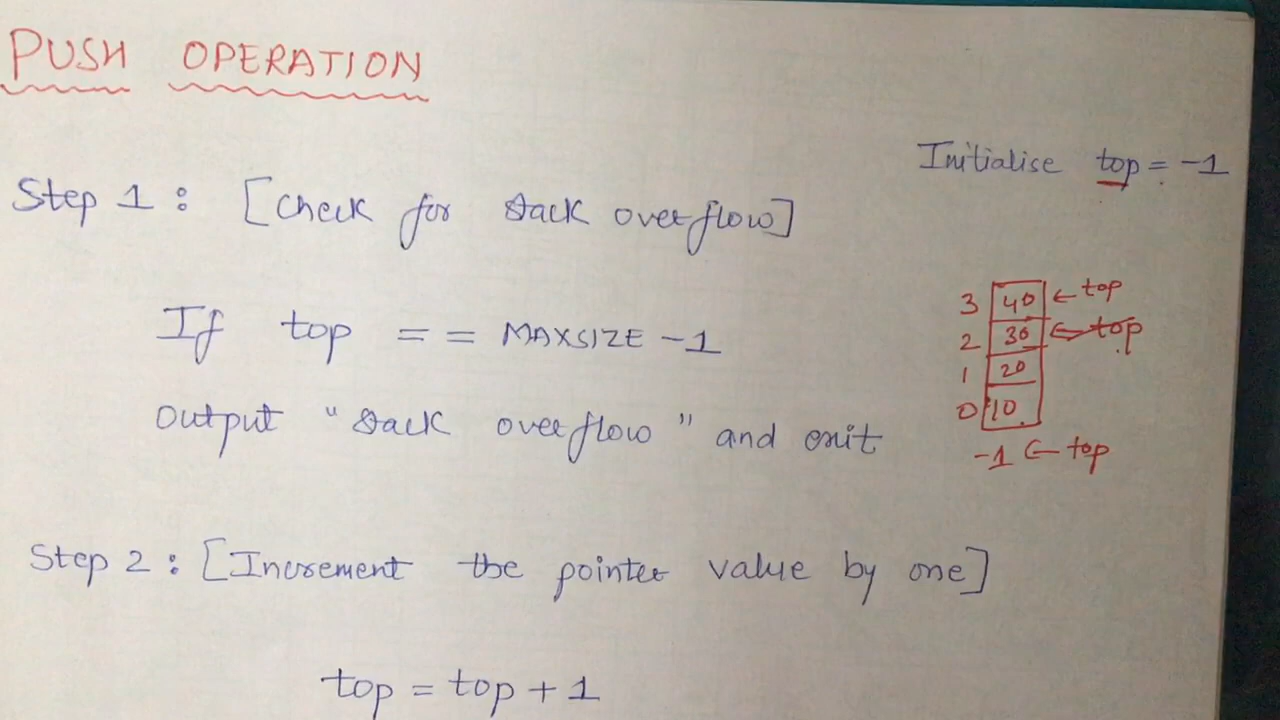 PUSH OPERATION
Initialise top = -1
Step 1 : [Check for stack overflow]
If top == MAXSIZE -1
Output "Stack overflow" and exit
3 40 ← top
2 30 ← top
1 20
0 10
-1 ← top
Step 2 : [Increment the pointer value by one]
top = top + 1